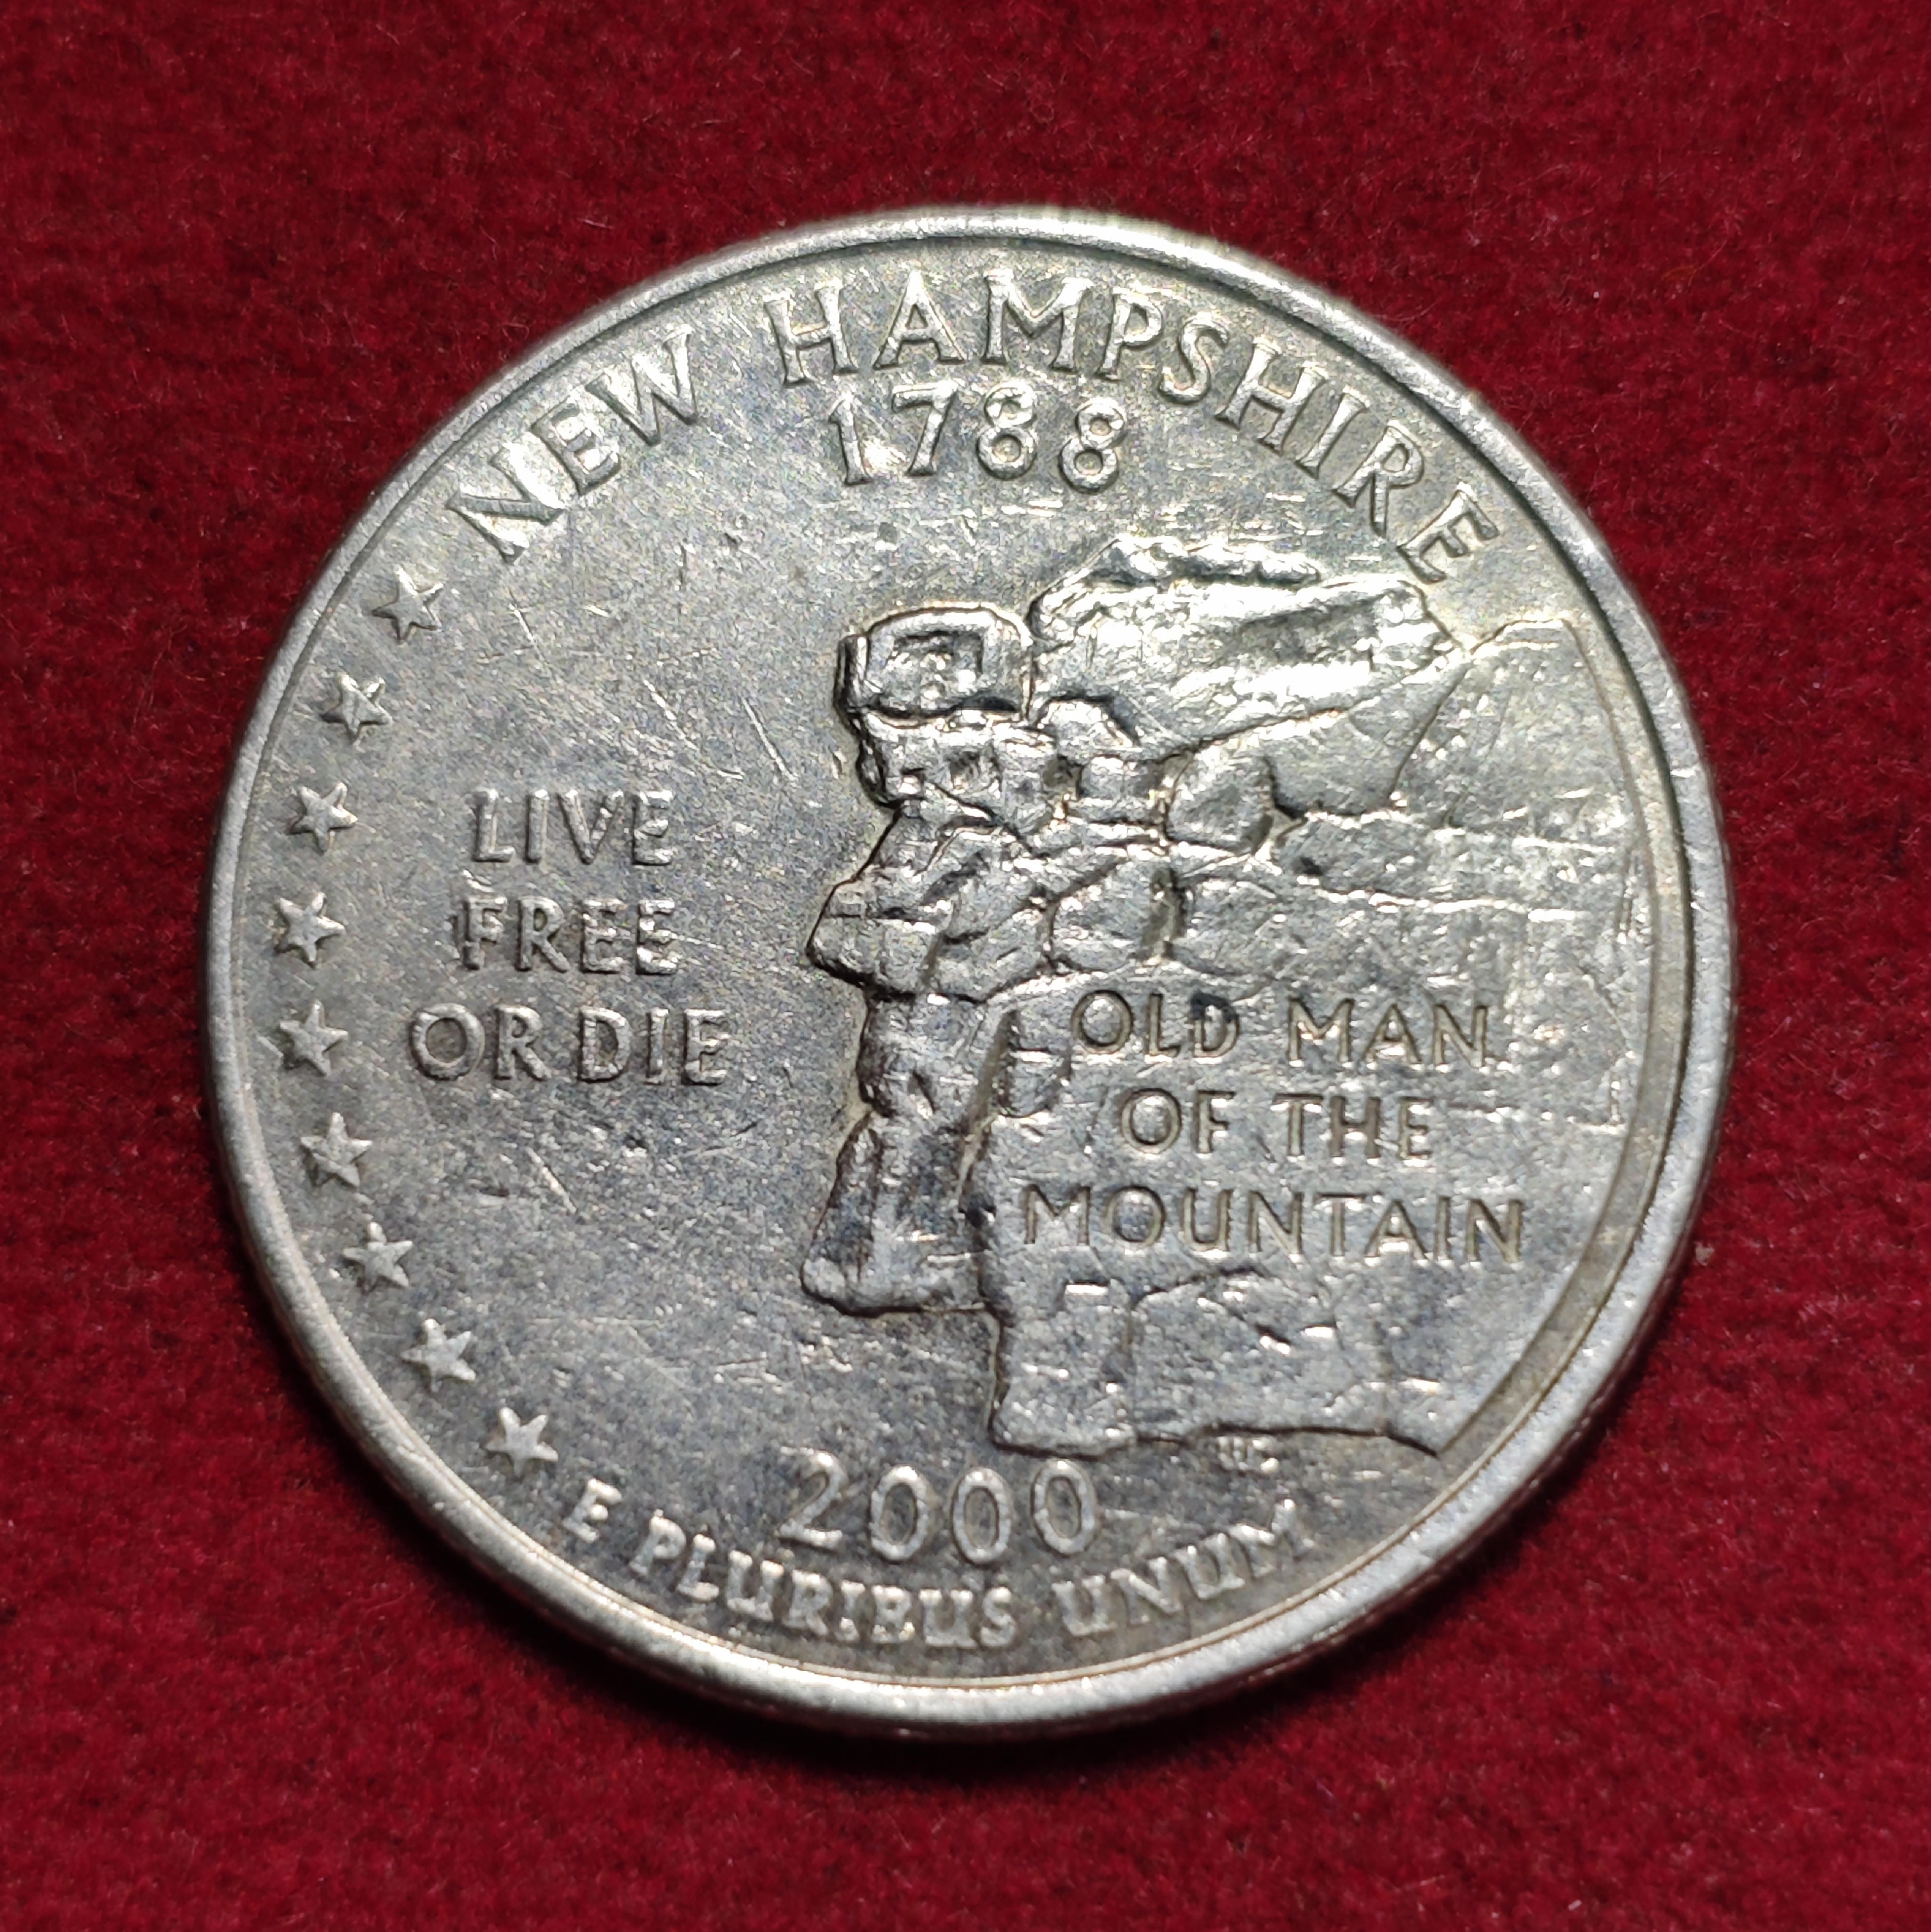 NEW HAMPSHIRE
1788
LIVE
FREE
OR DIE
OLD MAN
OF THE
MOUNTAIN
2000
E PLURIBUS UNUM